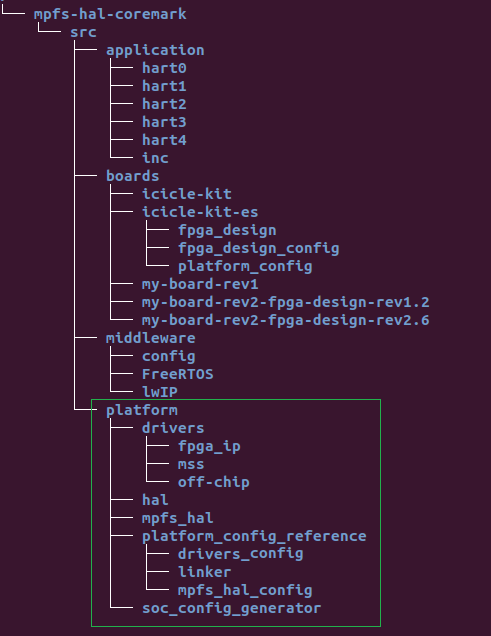 mpfs-hal-coremark
src
application
hart0
hart1
hart2
hart3
hart4
inc
boards
icicle-kit
icicle-kit-es
fpga_design
fpga_design_config
platform_config
my-board-rev1
my-board-rev2-fpga-design-rev1.2
my-board-rev2-fpga-design-rev2.6
middleware
config
FreeRTOS
lwIP
platform
drivers
fpga_ip
mss
off-chip
hal
mpfs_hal
platform_config_reference
drivers_config
linker
mpfs_hal_config
soc_config_generator